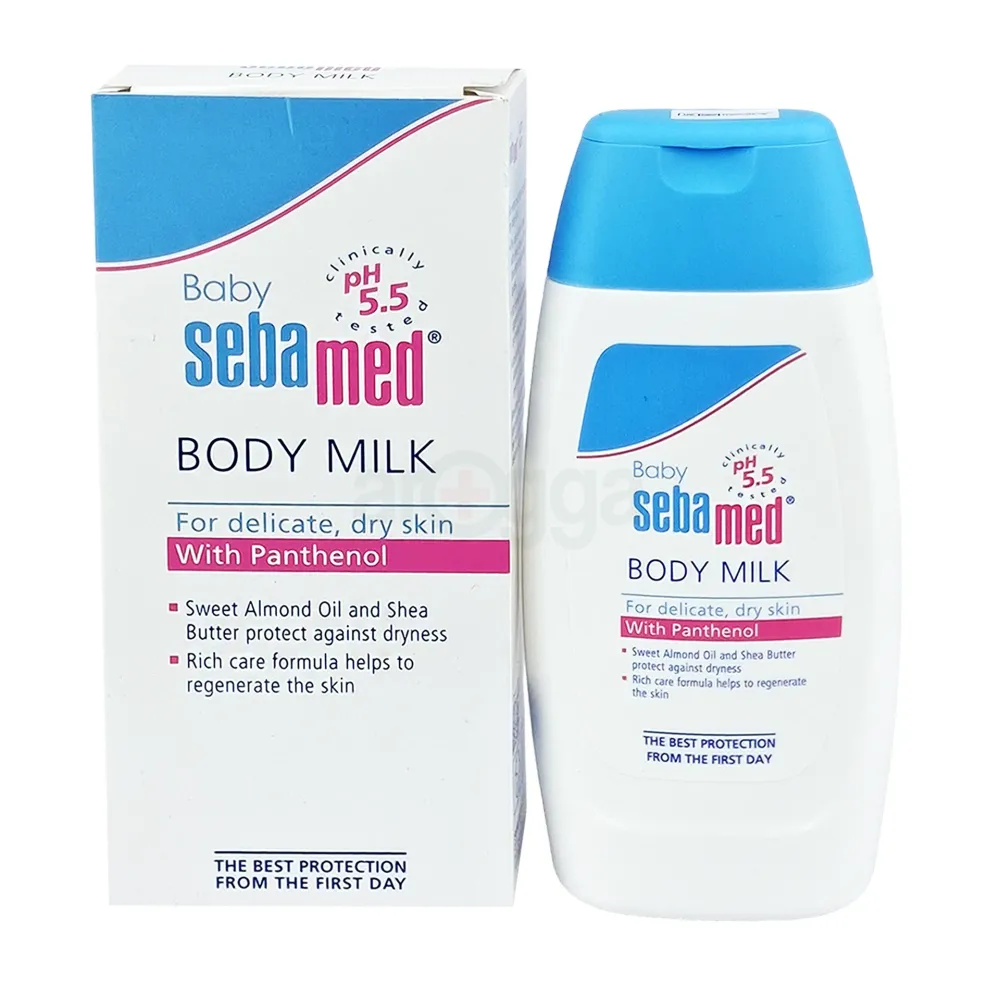 sebamed
BODY MILK
Baby
clinically
pH
5.5
tested
sebamed®
BODY MILK
For delicate, dry skin
With Panthenol
Sweet Almond Oil and Shea
Butter protect against dryness
Rich care formula helps to
regenerate the skin
THE BEST PROTECTION
FROM THE FIRST DAY
arogga
Baby
clinically
pH
5.5
tested
sebamed®
BODY MILK
For delicate, dry skin
With Panthenol
Sweet Almond Oil and Shea Butter
protect against dryness
Rich care formula helps to regenerate
the skin
THE BEST PROTECTION
FROM THE FIRST DAY